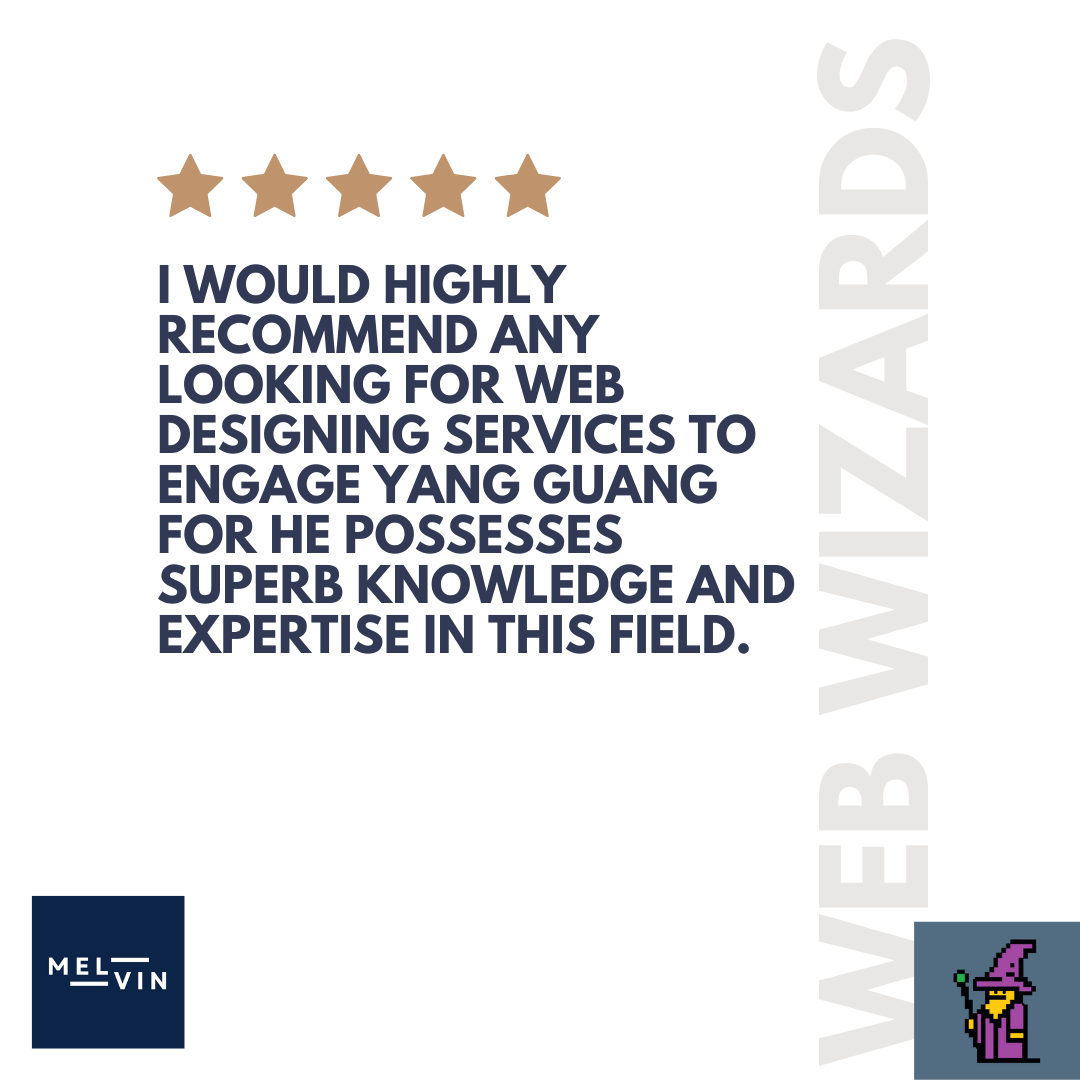 I WOULD HIGHLY
RECOMMEND ANY
LOOKING FOR WEB
DESIGNING SERVICES TO
ENGAGE YANG GUANG
FOR HE POSSESSES
SUPERB KNOWLEDGE AND
EXPERTISE IN THIS FIELD.
WEB WIZARDS
MEL
VIN